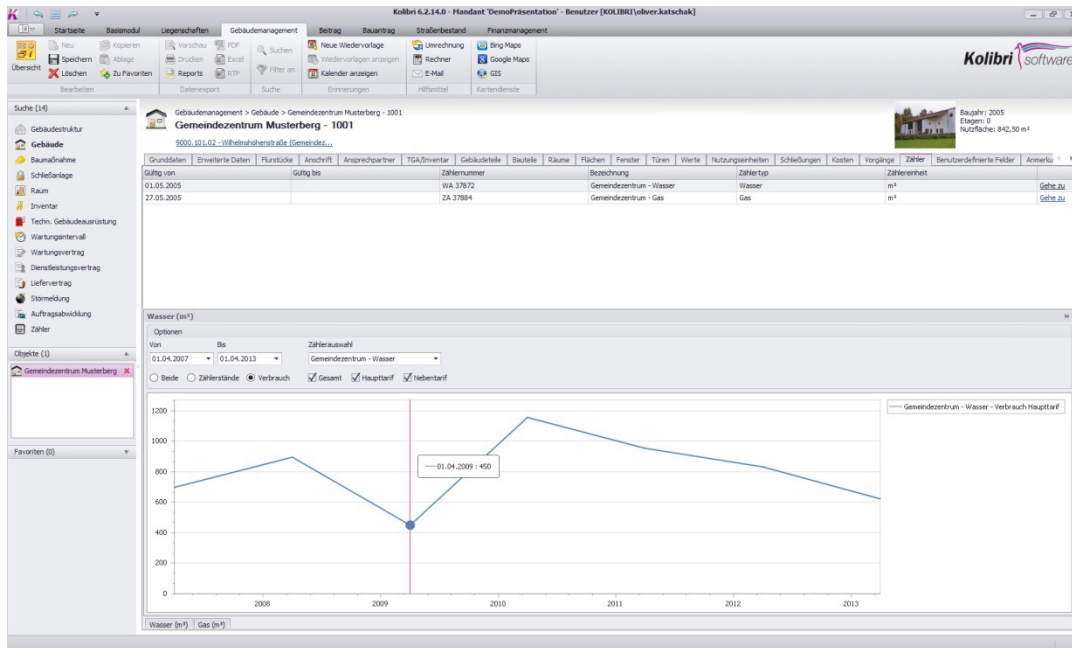 Kolibri 6.2.14.0 - Mandant 'DemoPräsentation' - Benutzer [KOLIBRI\oliver.katschak]
Startseite Basismodul Liegenschaften Gebäudemanagement Beitrag Bauantrag Straßenbestand Finanzmanagement
Übersicht
Neu Kopieren
Speichern Ablage
Löschen Zu Favoriten
Bearbeiten
Vorschau PDF
Drucken Excel
Reports RTF
Datenexport
Suchen
Filter an
Suche
Neue Wiedervorlage
Wiedervorlagen anzeigen
Kalender anzeigen
Erinnerungen
Umrechnung
Rechner
E-Mail
Hilfsmittel
Bing Maps
Google Maps
GIS
Kartendienste
Kolibri software
Suche (14)
Gebäudestruktur
Gebäude
Baumaßnahme
Schließanlage
Raum
Inventar
Techn. Gebäudeausrüstung
Wartungsintervall
Wartungsvertrag
Dienstleistungsvertrag
Liefervertrag
Störmeldung
Auftragsabwicklung
Zähler
Objekte (1)
Gemeindezentrum Musterberg
Favoriten (0)
Gebäudemanagement > Gebäude > Gemeindezentrum Musterberg - 1001
Gemeindezentrum Musterberg - 1001
9000.101.02 - Wilhelmshöhenstraße (Gemeindez...
Baujahr: 2005
Etagen: 0
Nutzfläche: 842,50 m²
Grunddaten Erweiterte Daten Flurstücke Anschrift Ansprechpartner TGA/Inventar Gebäudeteile Bauteile Räume Flächen Fenster Türen Werte Nutzungseinheiten Schließungen Kosten Vorgänge Zähler Benutzerdefinierte Felder Anmerku
Gültig von Gültig bis Zählernummer Bezeichnung Zählertyp Zählereinheit
01.05.2005 WA 37872 Gemeindezentrum - Wasser Wasser m³ Gehe zu
27.05.2005 ZA 37884 Gemeindezentrum - Gas Gas m³ Gehe zu
Wasser (m³)
Optionen
Von Bis Zählerauswahl
01.04.2007 01.04.2013 Gemeindezentrum - Wasser
Beide Zählerstände Verbrauch Gesamt Haupttarif Nebentarif
1200
1000
800
600
400
200
0
01.04.2009 : 450
2008 2009 2010 2011 2012 2013
Gemeindezentrum - Wasser - Verbrauch Haupttarif
Wasser (m³) Gas (m³)